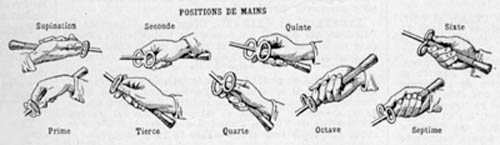 POSITIONS DE MAINS
Supination Seconde Quinte Sixte
Prime Tierce Quarte Octave Septime